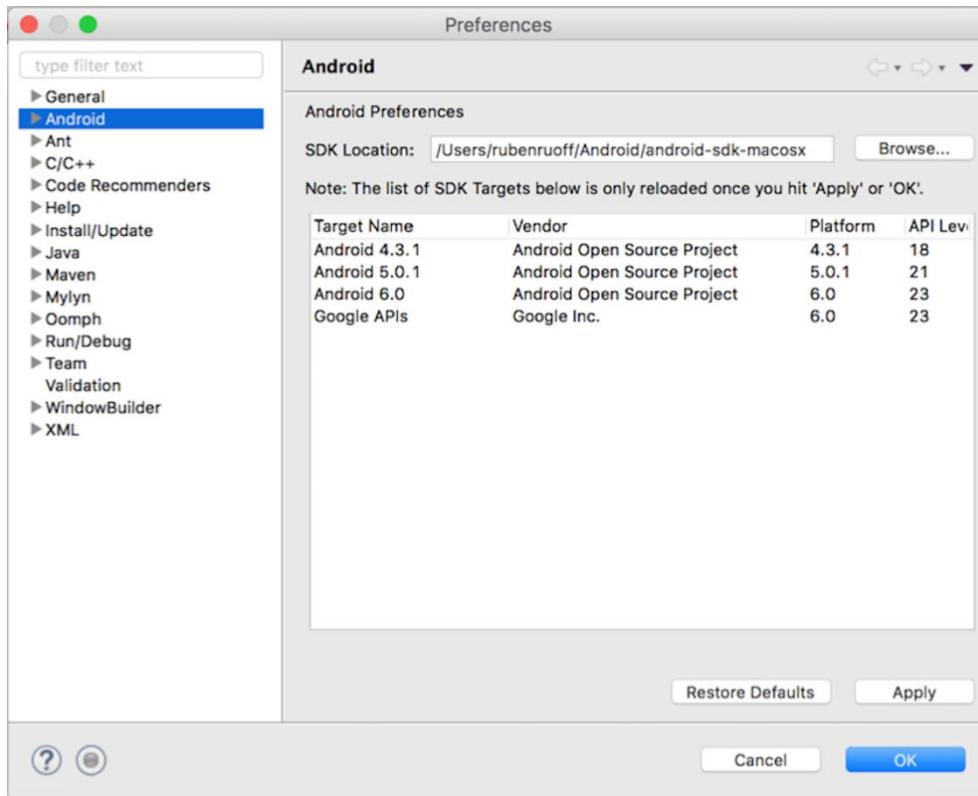 Preferences
type filter text
General
Android
Ant
C/C++
Code Recommenders
Help
Install/Update
Java
Maven
Mylyn
Oomph
Run/Debug
Team
Validation
WindowBuilder
XML
Android
Android Preferences
SDK Location: /Users/rubenruoff/Android/android-sdk-macosx Browse...
Note: The list of SDK Targets below is only reloaded once you hit 'Apply' or 'OK'.
Target Name Vendor Platform API Lev
Android 4.3.1 Android Open Source Project 4.3.1 18
Android 5.0.1 Android Open Source Project 5.0.1 21
Android 6.0 Android Open Source Project 6.0 23
Google APIs Google Inc. 6.0 23
Restore Defaults Apply
? Cancel OK